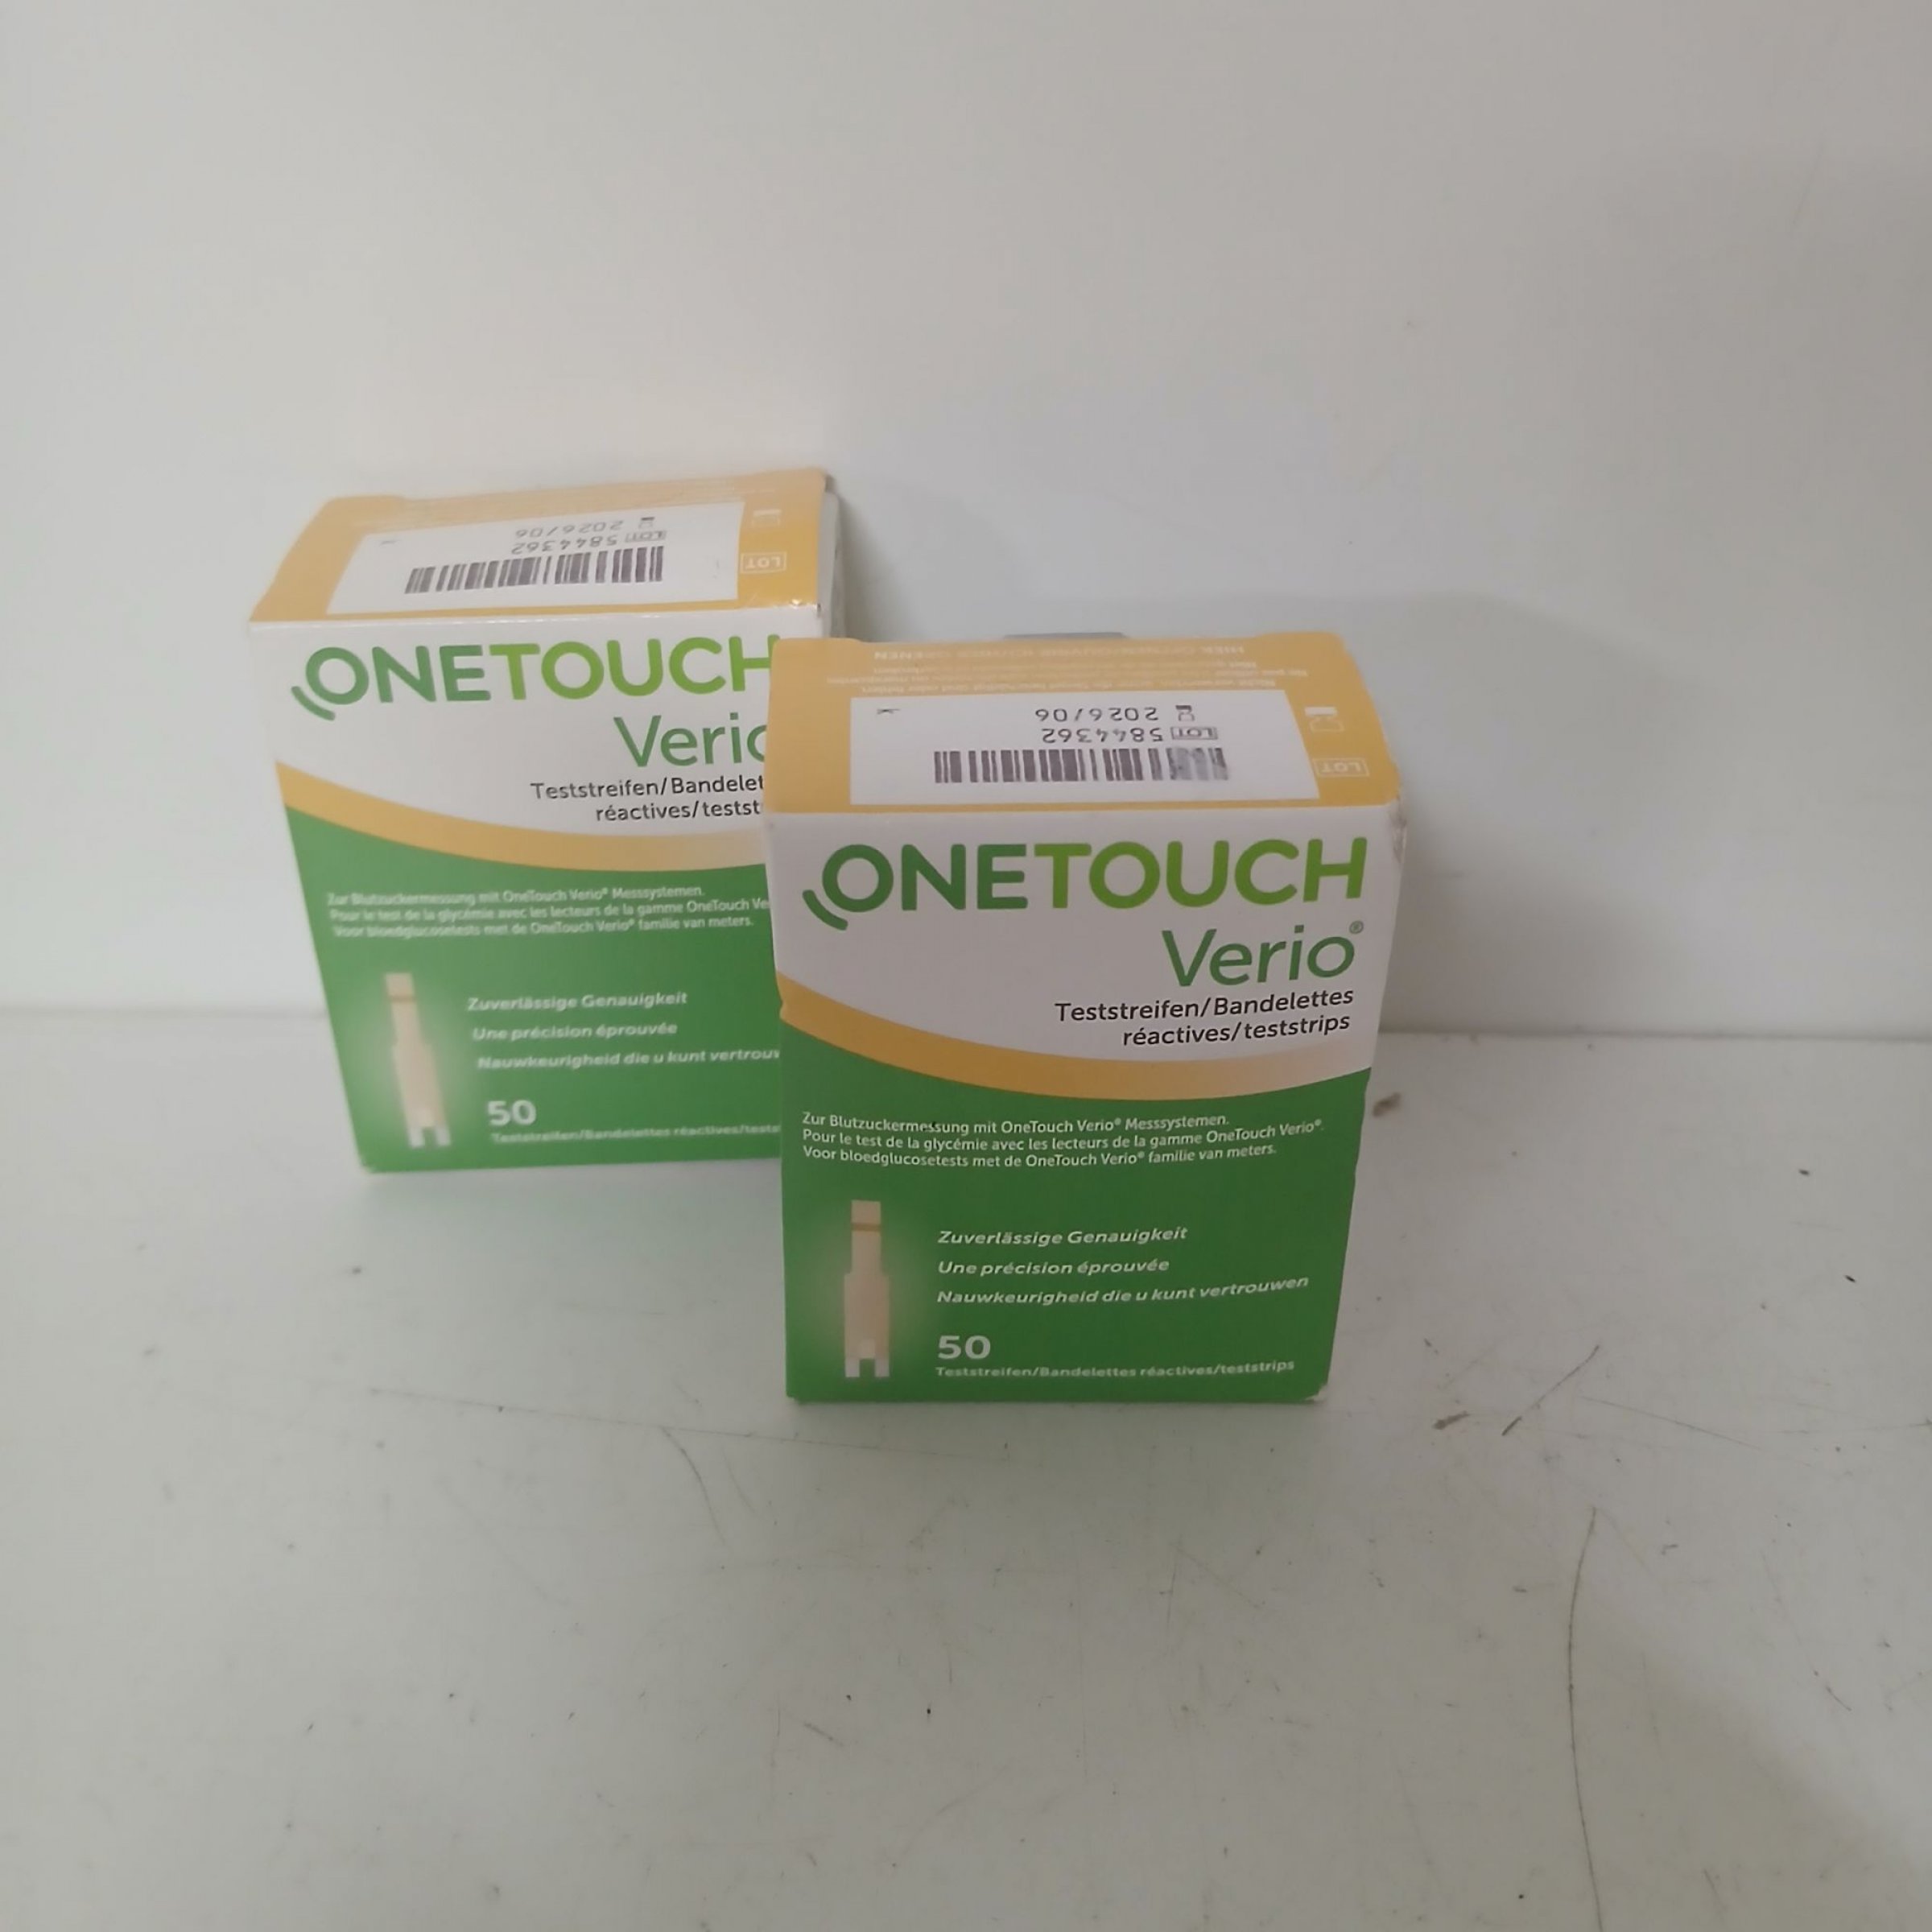 2026/06
LOT 5844362
LOT
ONETOUCH
Verio
Teststreifen/Bandelet
réactives/testst
Zur Blutzuckermessung mit OneTouch Verio® Messsystemen.
Pour le test de la glycémie avec les lecteurs de la gamme OneTouch Ve
Voor bloedglucosetests met de OneTouch Verio® familie van meters.
Zuverlässige Genauigkeit
Une précision éprouvée
Nauwkeurigheid die u kunt vertrouw
50
Teststreifen/Bandelettes réactives/tests
HIER OPENEN
2026/06
LOT 5844362
LOT
ONETOUCH
Verio®
Teststreifen/Bandelettes
réactives/teststrips
Zur Blutzuckermessung mit OneTouch Verio® Messsystemen.
Pour le test de la glycémie avec les lecteurs de la gamme OneTouch Verio®.
Voor bloedglucosetests met de OneTouch Verio® familie van meters.
Zuverlässige Genauigkeit
Une précision éprouvée
Nauwkeurigheid die u kunt vertrouwen
50
Teststreifen/Bandelettes réactives/teststrips